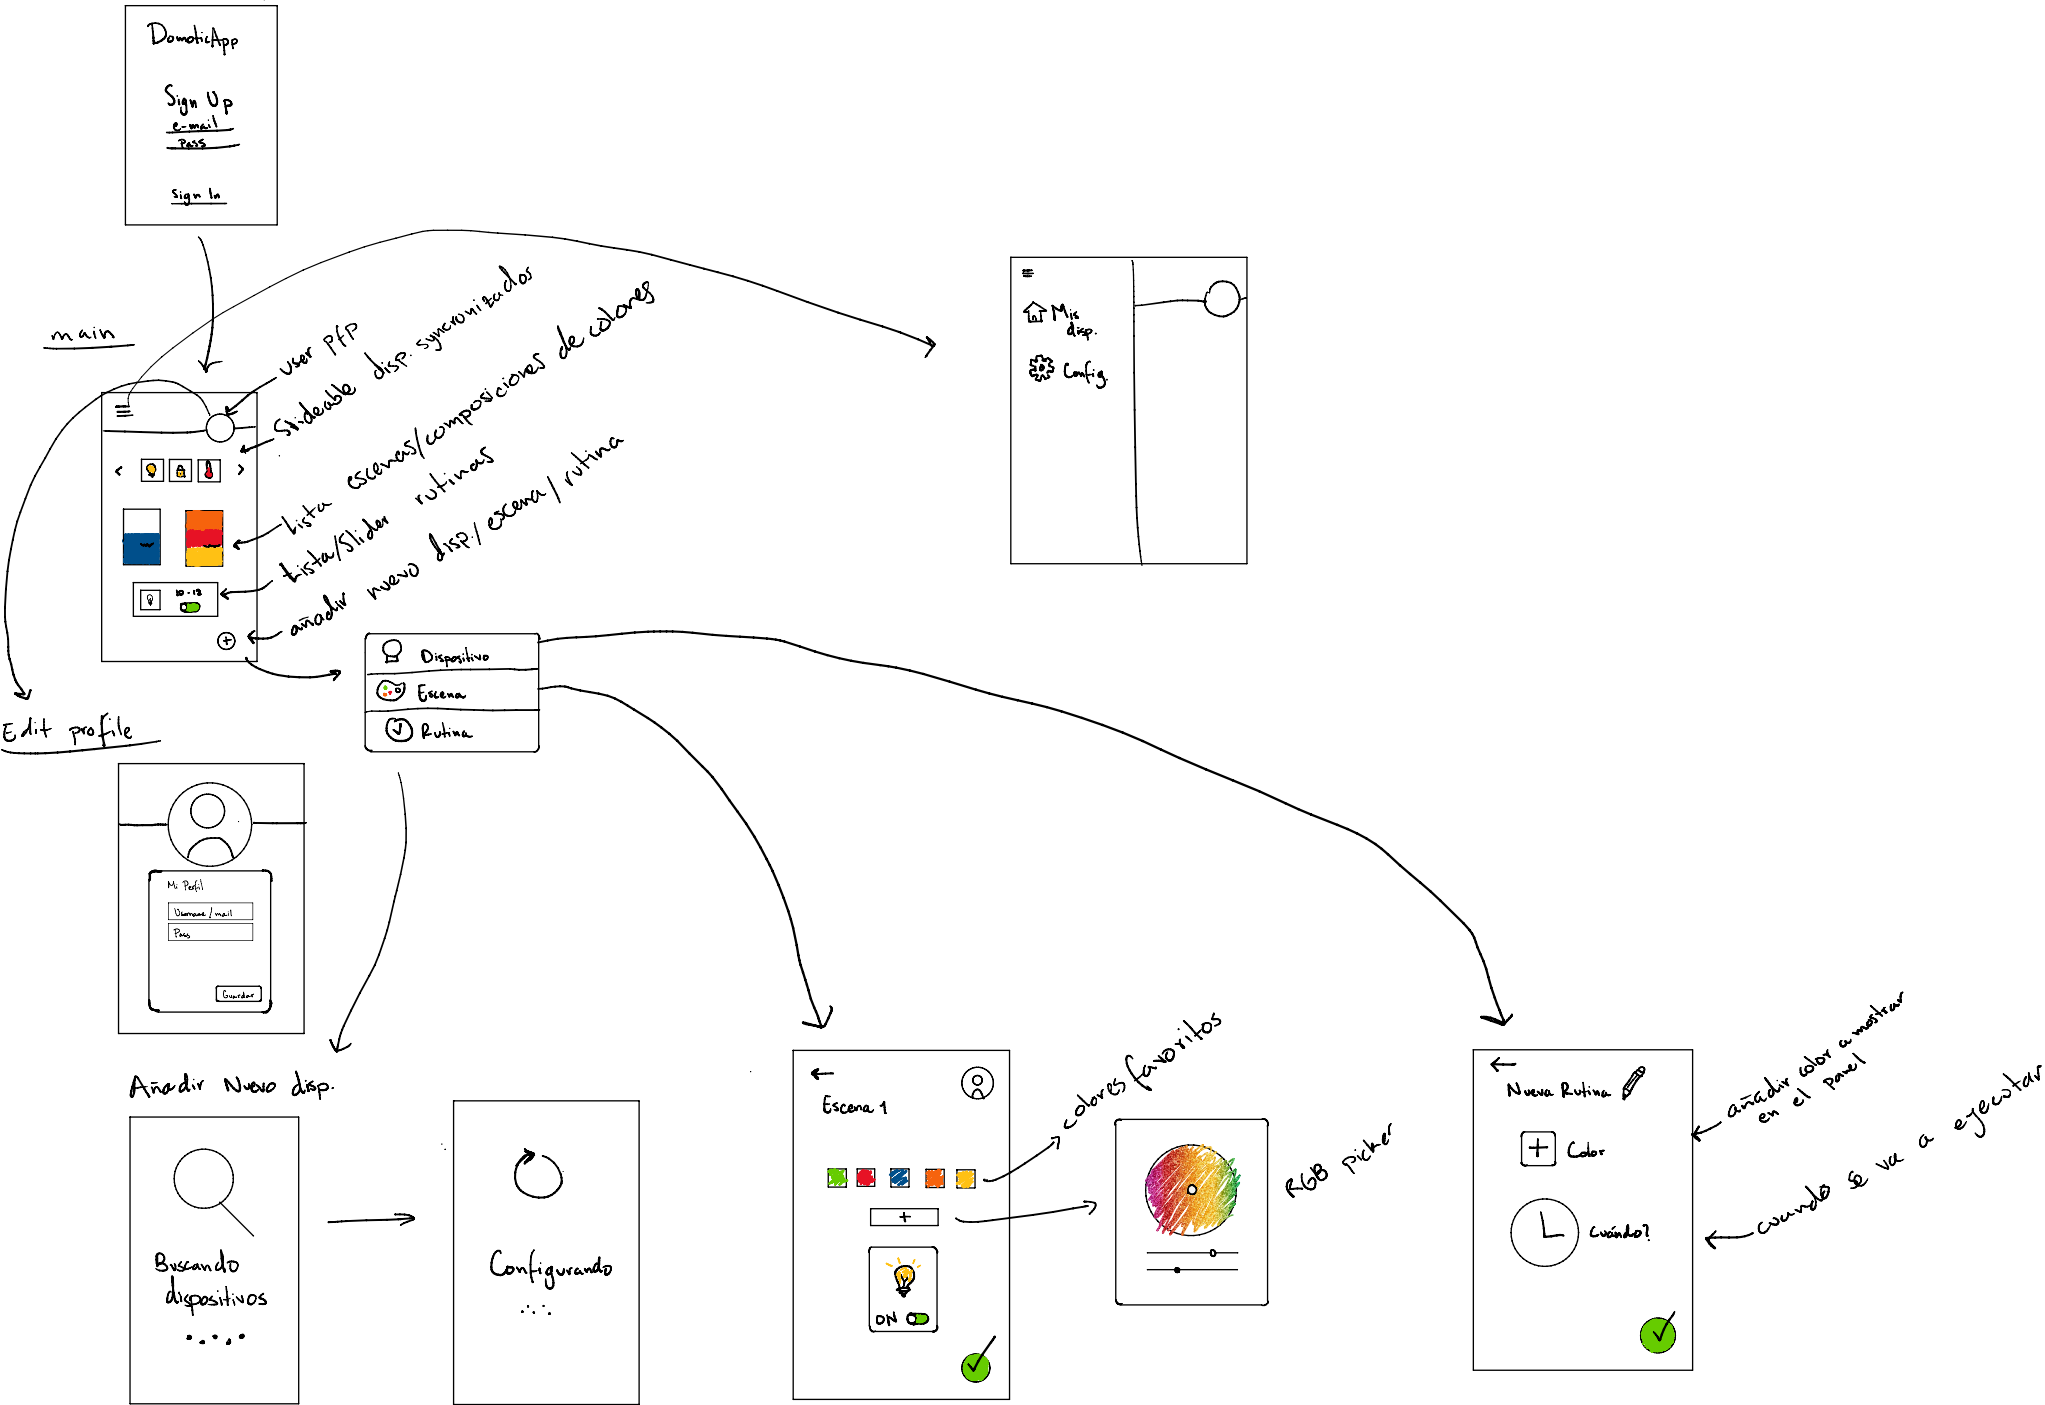 DomoticApp
Sign Up
e-mail
Pass
Sign In
main
user pfp
Slideable disp. syncronizados
Lista escenas/composiciones de colores
Lista/Slider rutinas
añadir nuevo disp./escena/rutina
10-12
Mis
disp.
Config.
Dispositivo
Escena
Rutina
Edit profile
Mi Perfil
Username/mail
Pass
Guardar
Añadir Nuevo disp.
Buscando
dispositivos
Configurando
Escena 1
+
ON
colores favoritos
RGB picker
Nueva Rutina
+ Color
Cuándo?
añadir color a mostrar
en el panel
cuando se va a ejecutar